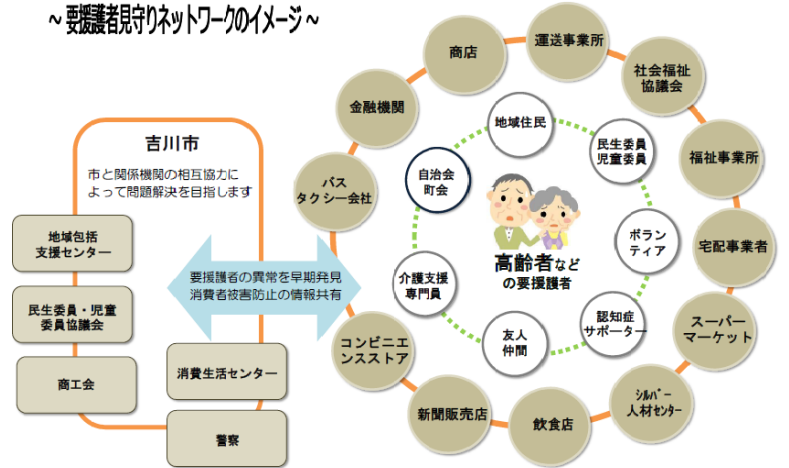 ~ 要援護者見守りネットワークのイメージ ~
吉川市
市と関係機関の相互協力に
よって問題解決を目指します
地域包括
支援センター
民生委員・児童
委員協議会
商工会
消費生活センター
警察
要援護者の異常を早期発見
消費者被害防止の情報共有
商店
運送事業所
社会福祉
協議会
福祉事業所
宅配事業者
スーパー
マーケット
シルバー
人材センター
飲食店
新聞販売店
コンビニエ
ンスストア
バス
タクシー会社
金融機関
地域住民
民生委員
児童委員
ボラン
ティア
認知症
サポーター
友人
仲間
介護支援
専門員
自治会
町会
高齢者など
の要援護者